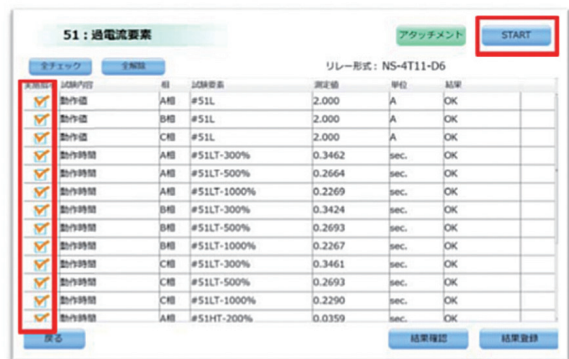 51：過電流要素 アタッチメント START
全チェック 全解除 リレー形式： NS-4T11-D6
実施指示 試験内容 相 試験要素 測定値 単位 結果
動作値 A相 #51L 2.000 A OK
動作値 B相 #51L 2.000 A OK
動作値 C相 #51L 2.000 A OK
動作時間 A相 #51LT-300% 0.3462 sec. OK
動作時間 A相 #51LT-500% 0.2664 sec. OK
動作時間 A相 #51LT-1000% 0.2269 sec. OK
動作時間 B相 #51LT-300% 0.3424 sec. OK
動作時間 B相 #51LT-500% 0.2693 sec. OK
動作時間 B相 #51LT-1000% 0.2267 sec. OK
動作時間 C相 #51LT-300% 0.3461 sec. OK
動作時間 C相 #51LT-500% 0.2693 sec. OK
動作時間 C相 #51LT-1000% 0.2290 sec. OK
動作時間 A相 #51HT-200% 0.0359 sec. OK
戻る 結果確認 結果登録